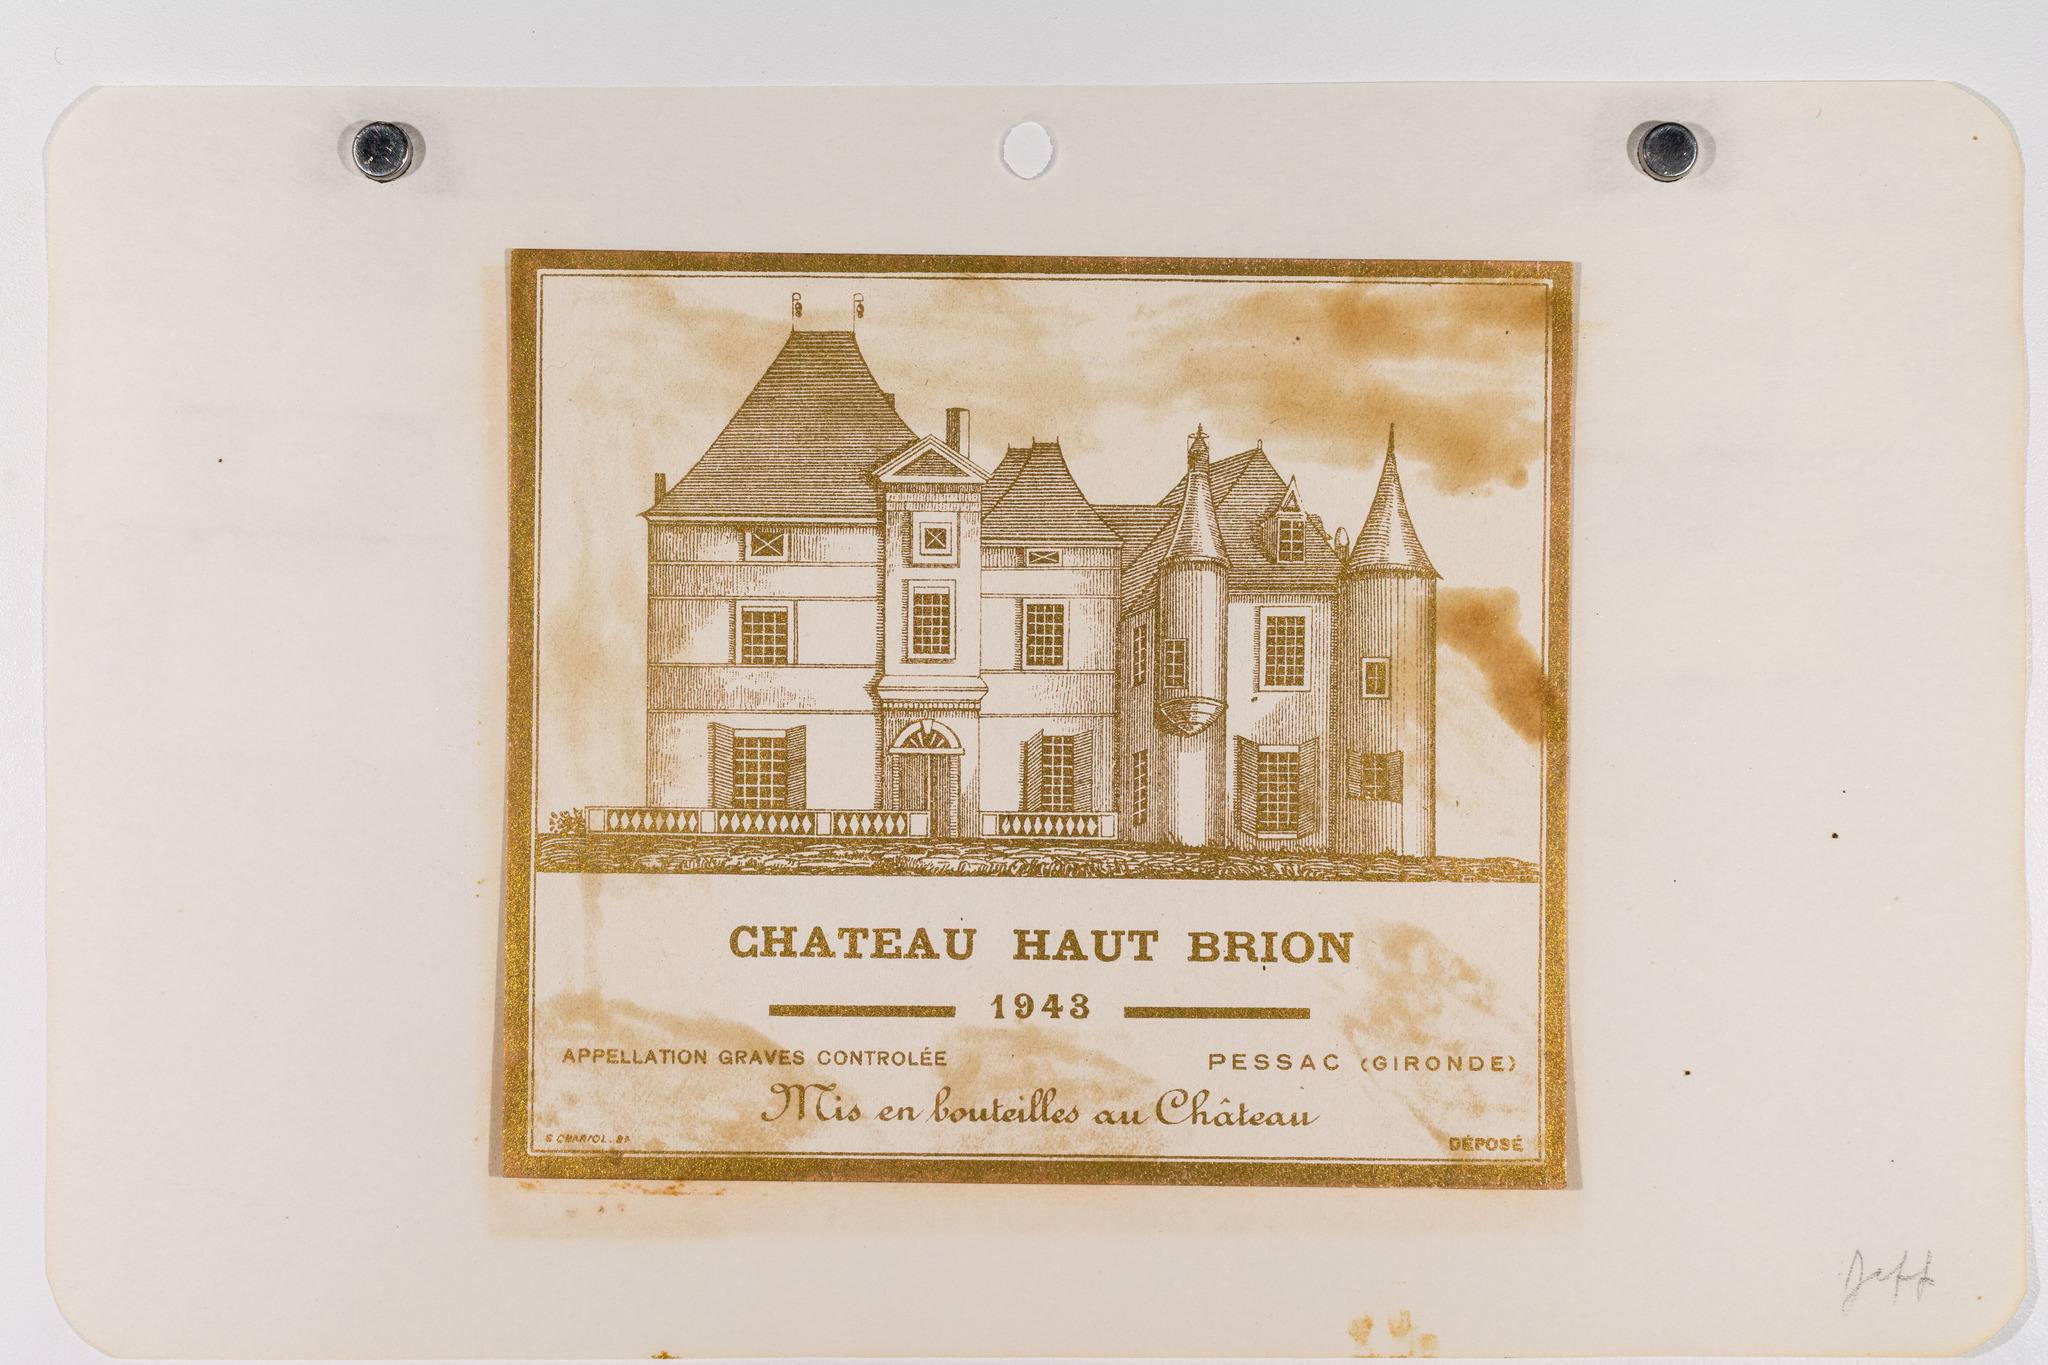 CHATEAU HAUT BRION
1943
APPELLATION GRAVES CONTROLÉE
PESSAC (GIRONDE)
Mis en bouteilles au Château
DÉPOSÉ